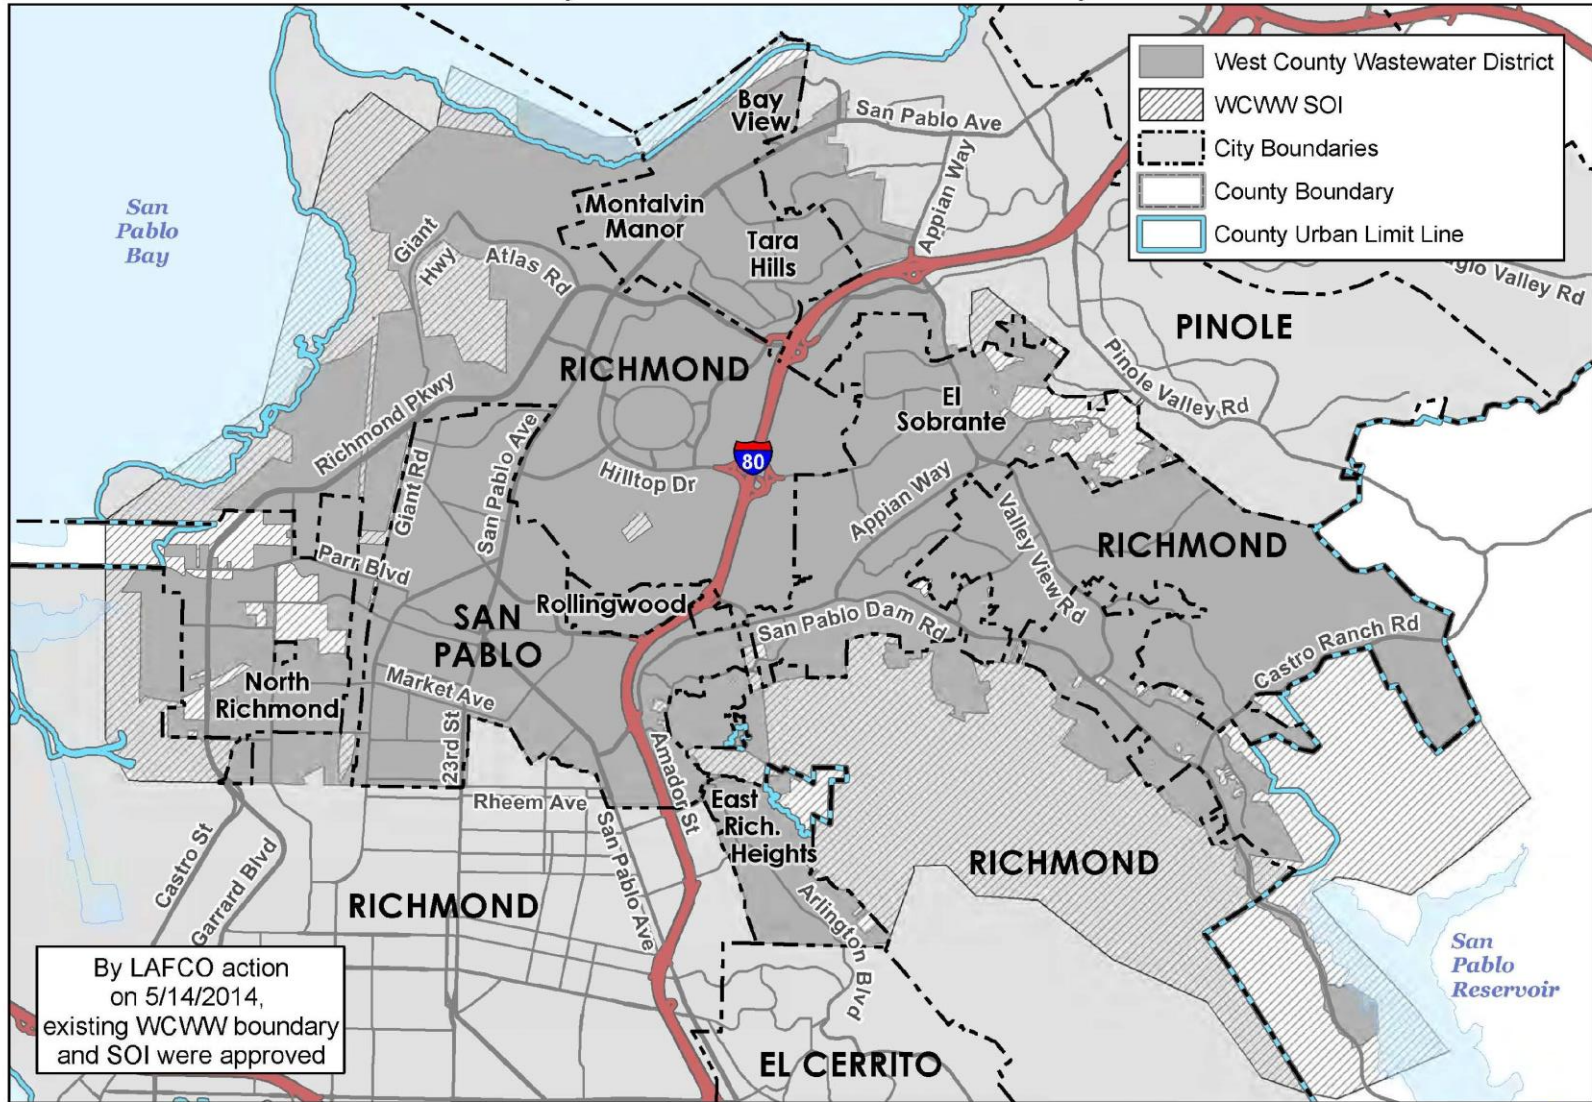 West County Wastewater District
WCWW SOI
City Boundaries
County Boundary
County Urban Limit Line
Bay
View
San Pablo Ave
Appian Way
San
Pablo
Bay
Montalvin
Manor
Tara
Hills
Giant
Hwy
Atlas Rd
Valley Rd
PINOLE
RICHMOND
Pinole Valley Rd
El
Sobrante
Richmond Pkwy
San Pablo Ave
Giant Rd
Hilltop Dr
80
Appian Way
Valley View Rd
RICHMOND
Parr Blvd
Rollingwood
SAN
PABLO
San Pablo Dam Rd
Castro Ranch Rd
North
Richmond
Market Ave
23rd St
Amador St
Rheem Ave
San Pablo Ave
East
Rich.
Heights
RICHMOND
Castro St
Garrard Blvd
RICHMOND
Arlington Blvd
San
Pablo
Reservoir
By LAFCO action
on 5/14/2014,
existing WCWW boundary
and SOI were approved
EL CERRITO